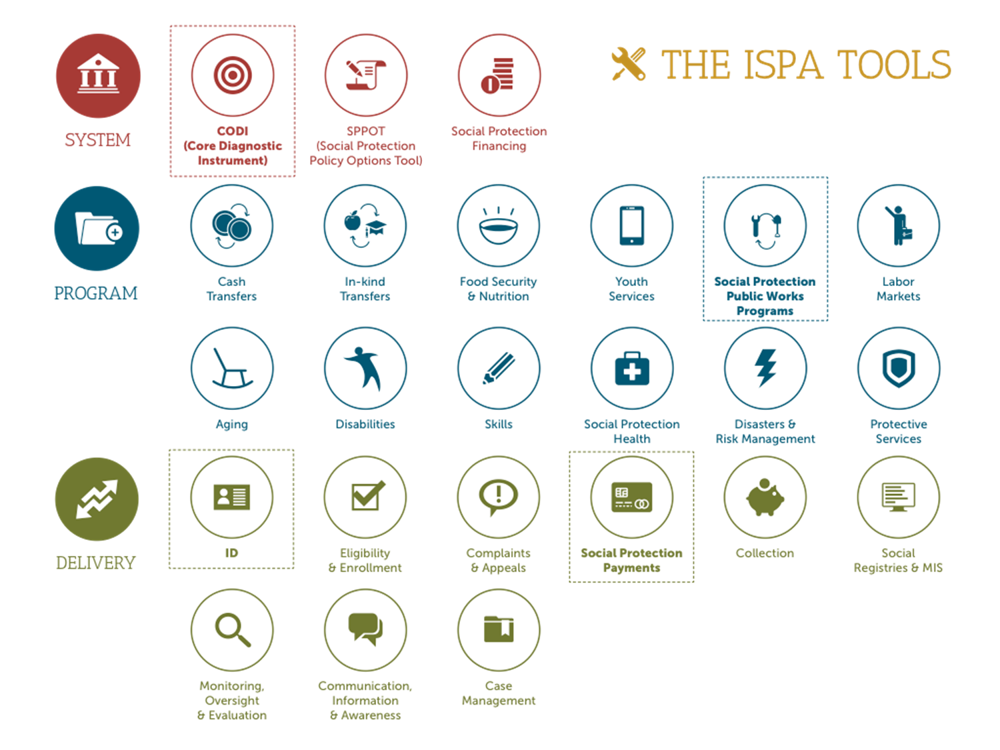 THE ISPA TOOLS
SYSTEM
CODI
(Core Diagnostic
Instrument)
SPPOT
(Social Protection
Policy Options Tool)
Social Protection
Financing
PROGRAM
Cash
Transfers
In-kind
Transfers
Food Security
& Nutrition
Youth
Services
Social Protection
Public Works
Programs
Labor
Markets
Aging
Disabilities
Skills
Social Protection
Health
Disasters &
Risk Management
Protective
Services
DELIVERY
ID
Eligibility
& Enrollment
Complaints
& Appeals
Social Protection
Payments
Collection
Social
Registries & MIS
Monitoring,
Oversight
& Evaluation
Communication,
Information
& Awareness
Case
Management